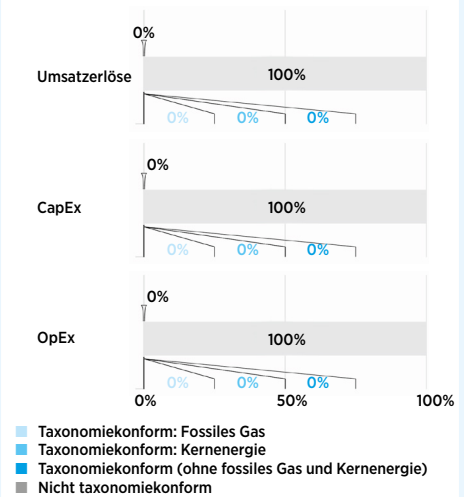 0%
Umsatzerlöse 100%
0% 0% 0%
0%
CapEx 100%
0% 0% 0%
0%
OpEx 100%
0% 0% 0%
0% 50% 100%
Taxonomiekonform: Fossiles Gas
Taxonomiekonform: Kernenergie
Taxonomiekonform (ohne fossiles Gas und Kernenergie)
Nicht taxonomiekonform